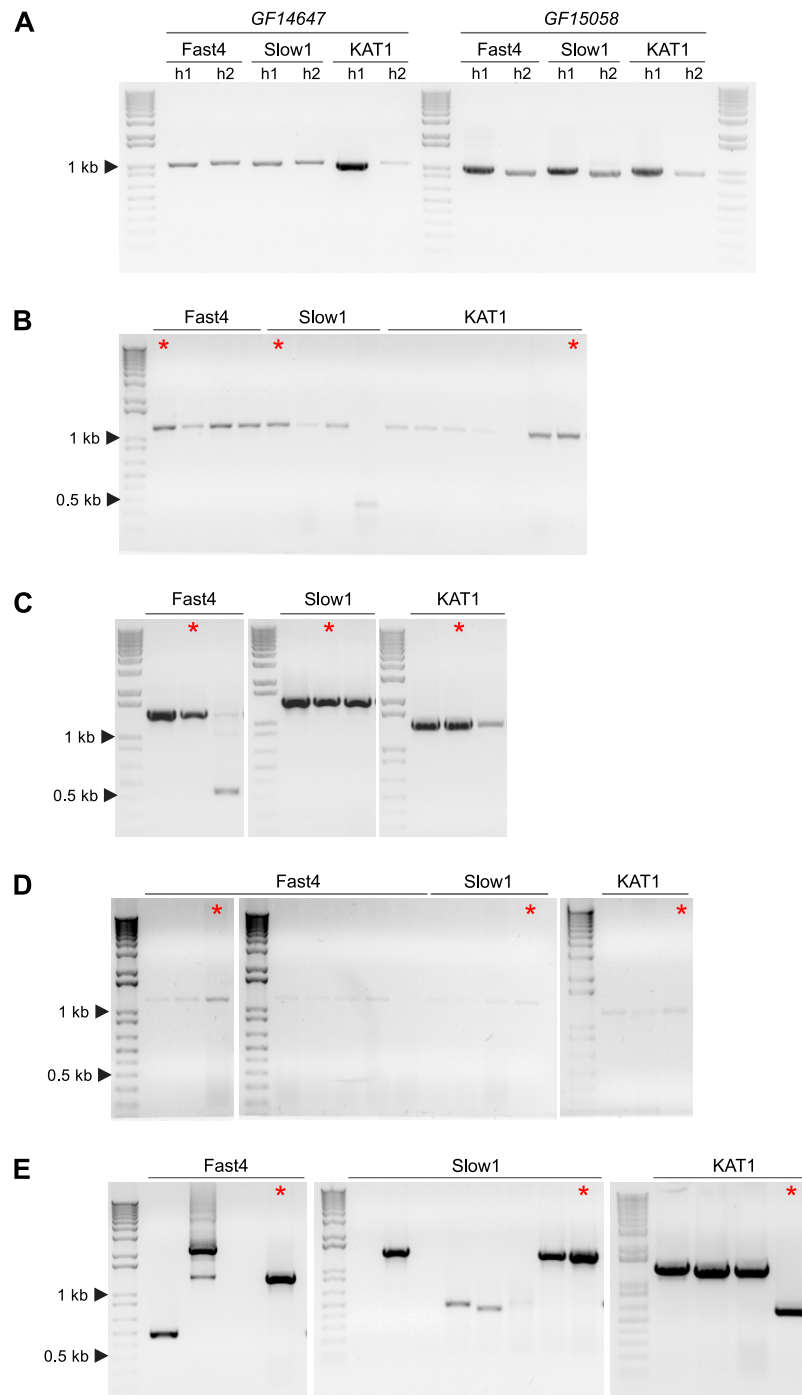 A
GF14647 GF15058
Fast4 Slow1 KAT1 Fast4 Slow1 KAT1
h1 h2 h1 h2 h1 h2 h1 h2 h1 h2 h1 h2
1 kb
B
Fast4 Slow1 KAT1
* * *
1 kb
0.5 kb
C
Fast4 Slow1 KAT1
* * *
1 kb
0.5 kb
D
Fast4 Slow1 KAT1
* * *
1 kb
0.5 kb
E
Fast4 Slow1 KAT1
* * *
1 kb
0.5 kb